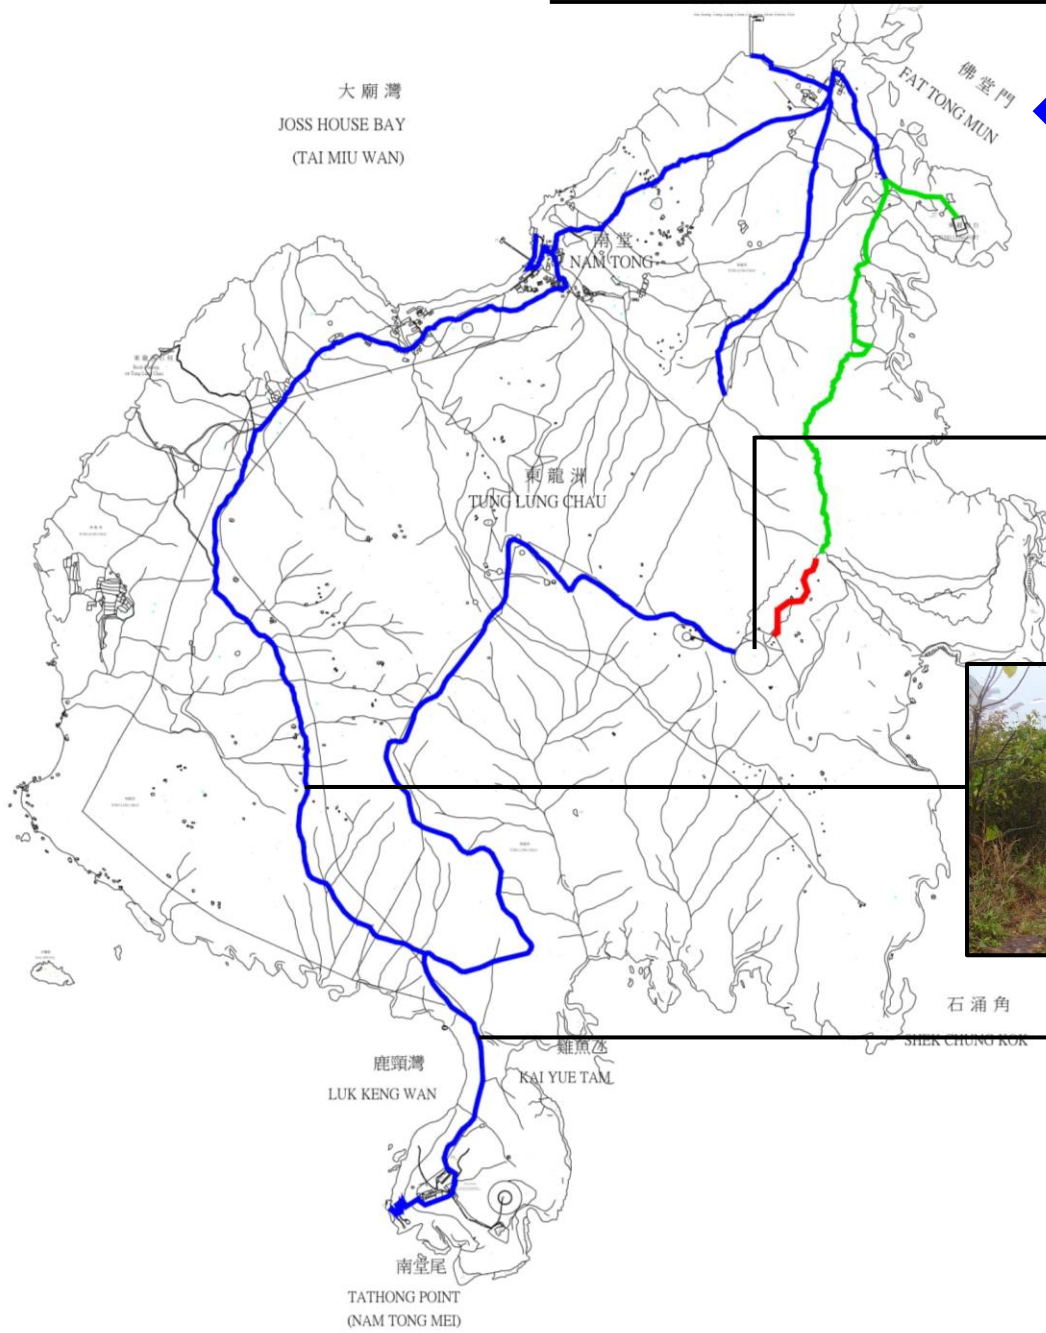 大廟灣
JOSS HOUSE BAY
(TAI MIU WAN)
佛堂門
FAT TONG MUN
南堂
NAM TONG
東龍洲
TUNG LUNG CHAU
石涌角
SHEK CHUNG KOK
鹿頸灣
LUK KENG WAN
KAI YUE TAM
南堂尾
TATHONG POINT
(NAM TONG MEI)